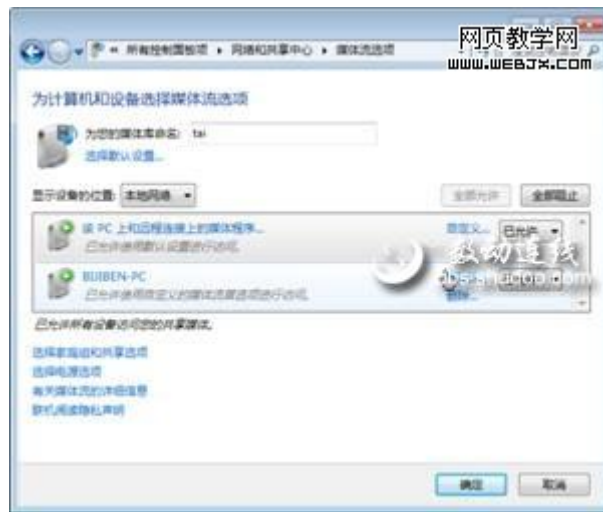 网页教学网
www.webjx.com
所有控制面板项 ▸ 网络和共享中心 ▸ 媒体流选项
为计算机和设备选择媒体流选项
为您的媒体库命名: tai
选择默认设置...
显示设备的位置: 本地网络
全部允许 全部阻止
该 PC 上和远程连接上的媒体程序... 自定义... 已允许
已允许使用默认设置进行访问。
数动连线
BIJIBEN-PC
已允许使用自定义的媒体流量选项进行访问。
删除...
已允许所有设备访问您的共享媒体。
选择家庭组和共享选项
选择电源选项
有关媒体流的详细信息
联机阅读隐私声明
确定 取消